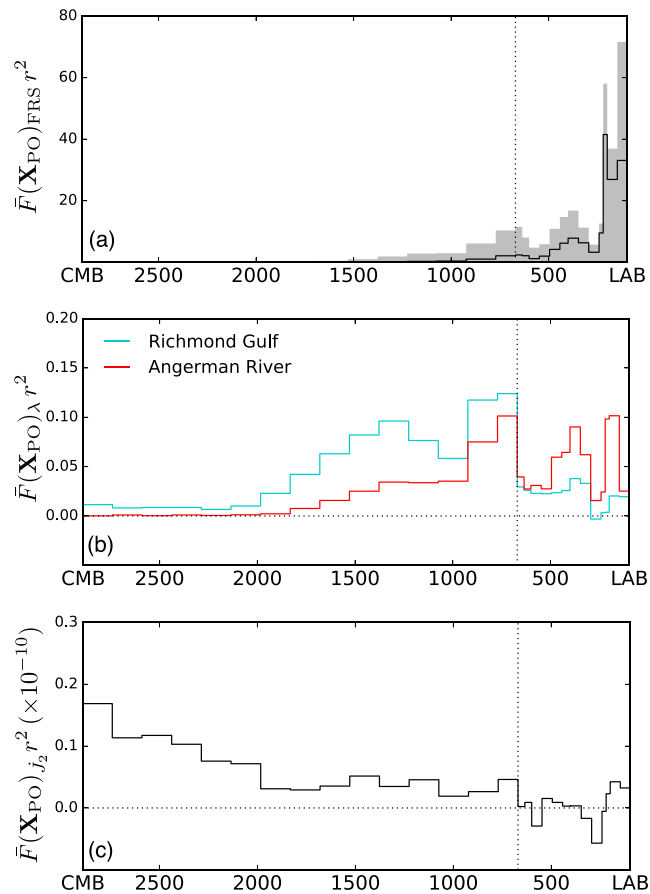 80
60
40
20
F̄(X_PO)_FRS r²
(a)
CMB 2500 2000 1500 1000 500 LAB
0.20
0.15
0.10
0.05
0.00
F̄(X_PO)_λ r²
Richmond Gulf
Angerman River
(b)
CMB 2500 2000 1500 1000 500 LAB
0.3
0.2
0.1
0.0
F̄(X_PO)_j̇₂ r² (×10⁻¹⁰)
(c)
CMB 2500 2000 1500 1000 500 LAB